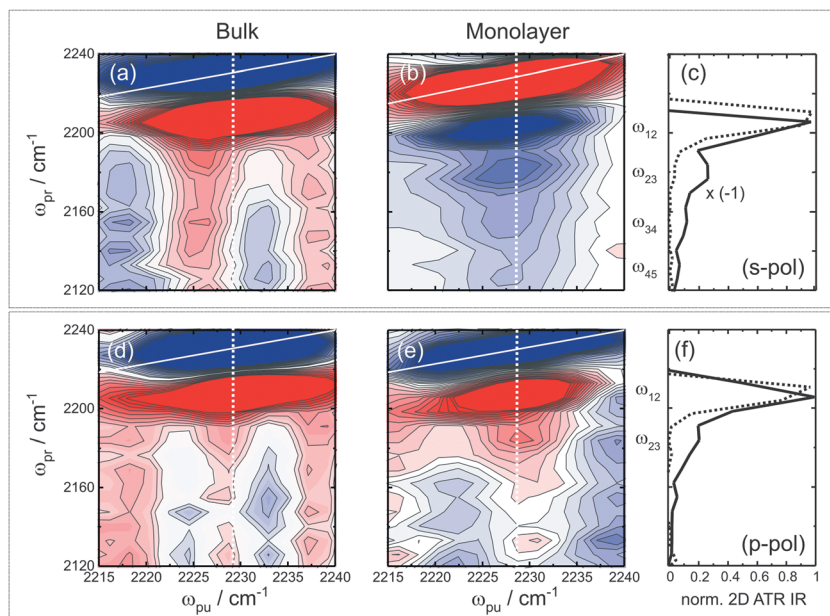 Bulk Monolayer
2240 (a) (b) (c)
2200 ω12
ωpr / cm-1 ω23
2160 x (-1)
ω34
ω45 (s-pol)
2120
2240 (d) (e) (f)
2200 ω12
ωpr / cm-1 ω23
2160
2120 (p-pol)
2215 2220 2225 2230 2235 2240 2215 2220 2225 2230 2235 2240 0 0.2 0.4 0.6 0.8 1
ωpu / cm-1 ωpu / cm-1 norm. 2D ATR IR